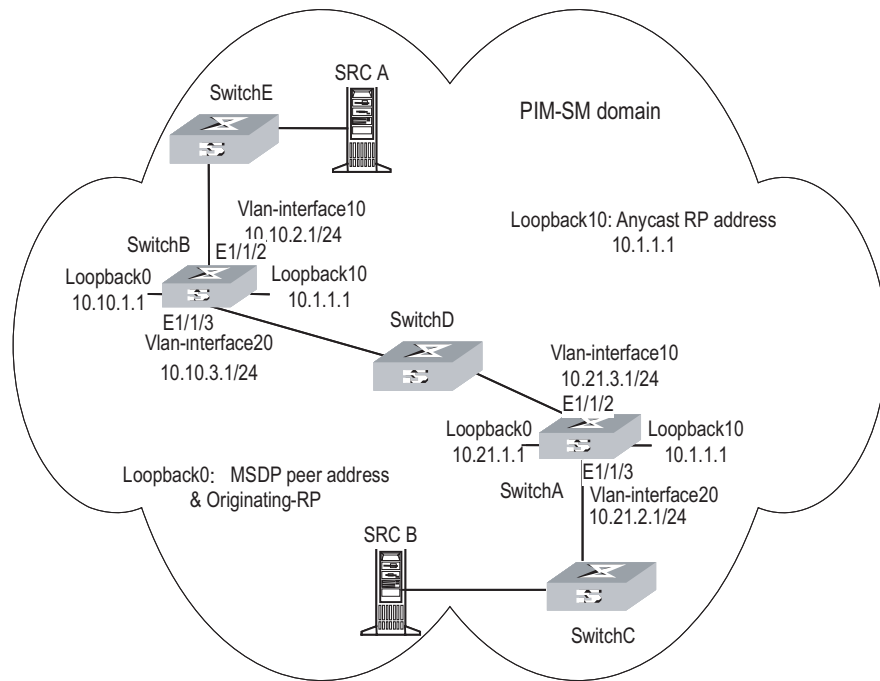 SRC A
SwitchE
PIM-SM domain
Vlan-interface10
10.10.2.1/24
Loopback10: Anycast RP address
10.1.1.1
SwitchB
E1/1/2
Loopback0
10.10.1.1
Loopback10
10.1.1.1
E1/1/3
Vlan-interface20
10.10.3.1/24
SwitchD
Vlan-interface10
10.21.3.1/24
E1/1/2
Loopback0
10.21.1.1
Loopback10
10.1.1.1
E1/1/3
Loopback0: MSDP peer address
& Originating-RP
SwitchA
Vlan-interface20
10.21.2.1/24
SRC B
SwitchC